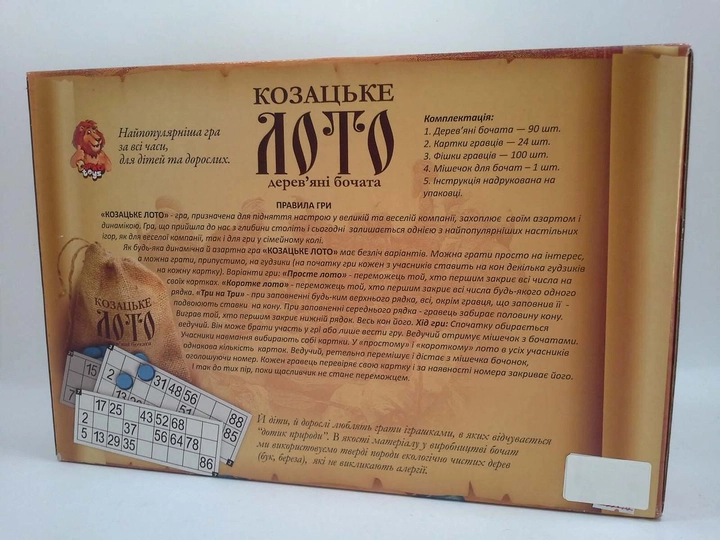 КОЗАЦЬКЕ
ЛОТО
дерев'яні бочата
Найпопулярніша гра
за всі часи,
для дітей та дорослих.
toys
Комплектація:
1. Дерев'яні бочата — 90 шт.
2. Картки гравців — 24 шт.
3. Фішки гравців — 100 шт.
4. Мішечок для бочат – 1 шт.
5. Інструкція надрукована на
упаковці.
ПРАВИЛА ГРИ
«КОЗАЦЬКЕ ЛОТО» - гра, призначена для підняття настрою у великій та веселій компанії, захоплює своїм азартом і
динамікою. Гра, що прийшла до нас з глибини століть і сьогодні залишається однією з найпопулярніших настільних
ігор, як для веселої компанії, так і для гри у сімейному колі.
Як будь-яка динамічна й азартна гра «КОЗАЦЬКЕ ЛОТО» має безліч варіантів. Можна грати просто на інтерес,
а можна грати, припустимо, на гудзики (на початку гри кожен з учасників ставить на кон декілька гудзиків
на кожну картку). Варіанти гри: «Просте лото» - переможець той, хто першим закриє всі числа на
своїх картках. «Коротке лото» - переможець той, хто першим закриє всі числа будь-якого одного
рядка. «Три на Три» - при заповненні будь-ким верхнього рядка, всі, окрім гравця, що заповнив її -
подвоюють ставки на кону. При заповненні середнього рядка - гравець забирає половину кону.
Виграв той, хто першим закриє нижній рядок. Весь кон його. Хід гри: Спочатку обирається
ведучий. Він може брати участь у грі або лише вести гру. Ведучий отримує мішечок з бочатами.
Учасники навмання вибирають собі картки. У «простому» і «короткому» лото в усіх учасників
однакова кількість карток. Ведучий, ретельно перемішує і дістає з мішечка бочонок,
оголошуючи номер. Кожен гравець перевіряє свою картку і за наявності номера закриває його.
І так до тих пір, поки щасливчик не стане переможцем.
КОЗАЦЬКЕ
ЛОТО
15
31 48 56
88
85
17 25 43 52 68
2 37 56 64 78
5 13 29 35
86
Й діти, й дорослі люблять грати іграшками, в яких відчувається
"дотик природи". В якості матеріалу у виробництві бочат
ми використовуємо тверді породи екологічно чистих дерев
(бук, береза), які не викликають алергії.